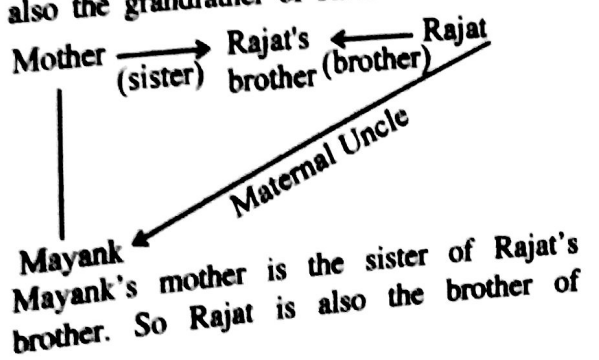 also the grandfather of
Mother (sister) Rajat's brother (brother) Rajat
Maternal Uncle
Mayank
Mayank's mother is the sister of Rajat's
brother. So Rajat is also the brother of